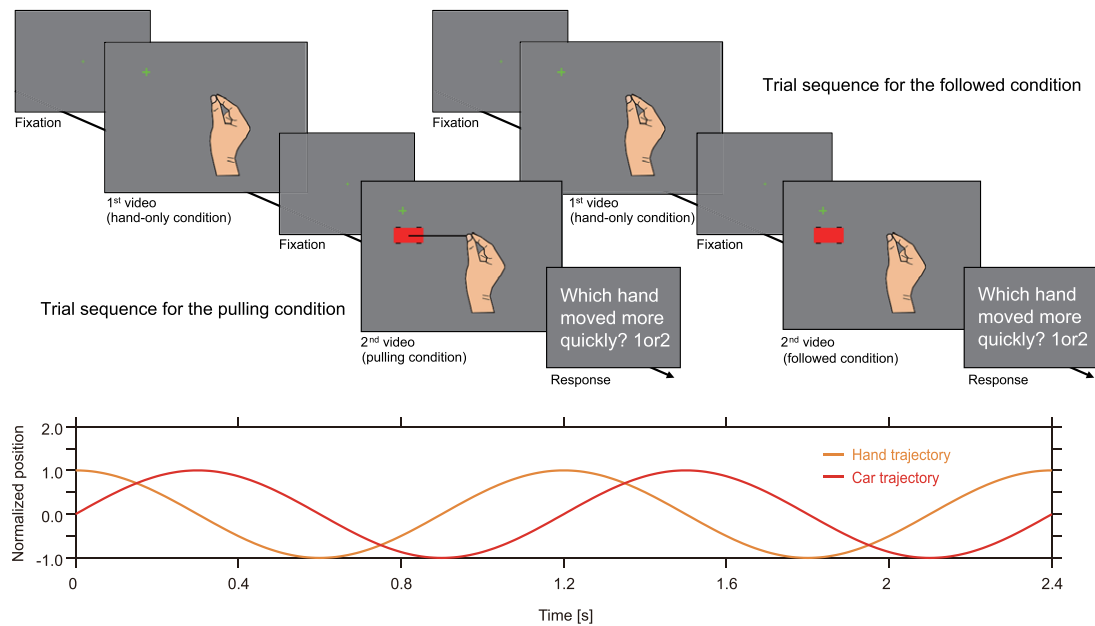 Fixation
1st video
(hand-only condition)
Fixation
2nd video
(pulling condition)
Which hand
moved more
quickly? 1or2
Response
Trial sequence for the pulling condition
Trial sequence for the followed condition
Fixation
1st video
(hand-only condition)
Fixation
2nd video
(followed condition)
Which hand
moved more
quickly? 1or2
Response
Normalized position
2.0
1.0
0.0
-1.0
Hand trajectory
Car trajectory
0
0.4
0.8
1.2
1.6
2
2.4
Time [s]